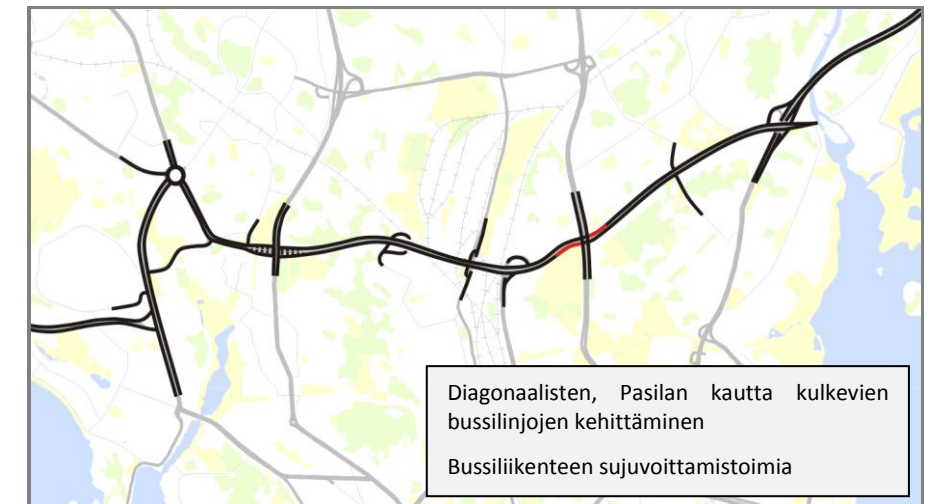 Diagonaalisten, Pasilan kautta kulkevien
bussilinjojen kehittäminen
Bussiliikenteen sujuvoittamistoimia